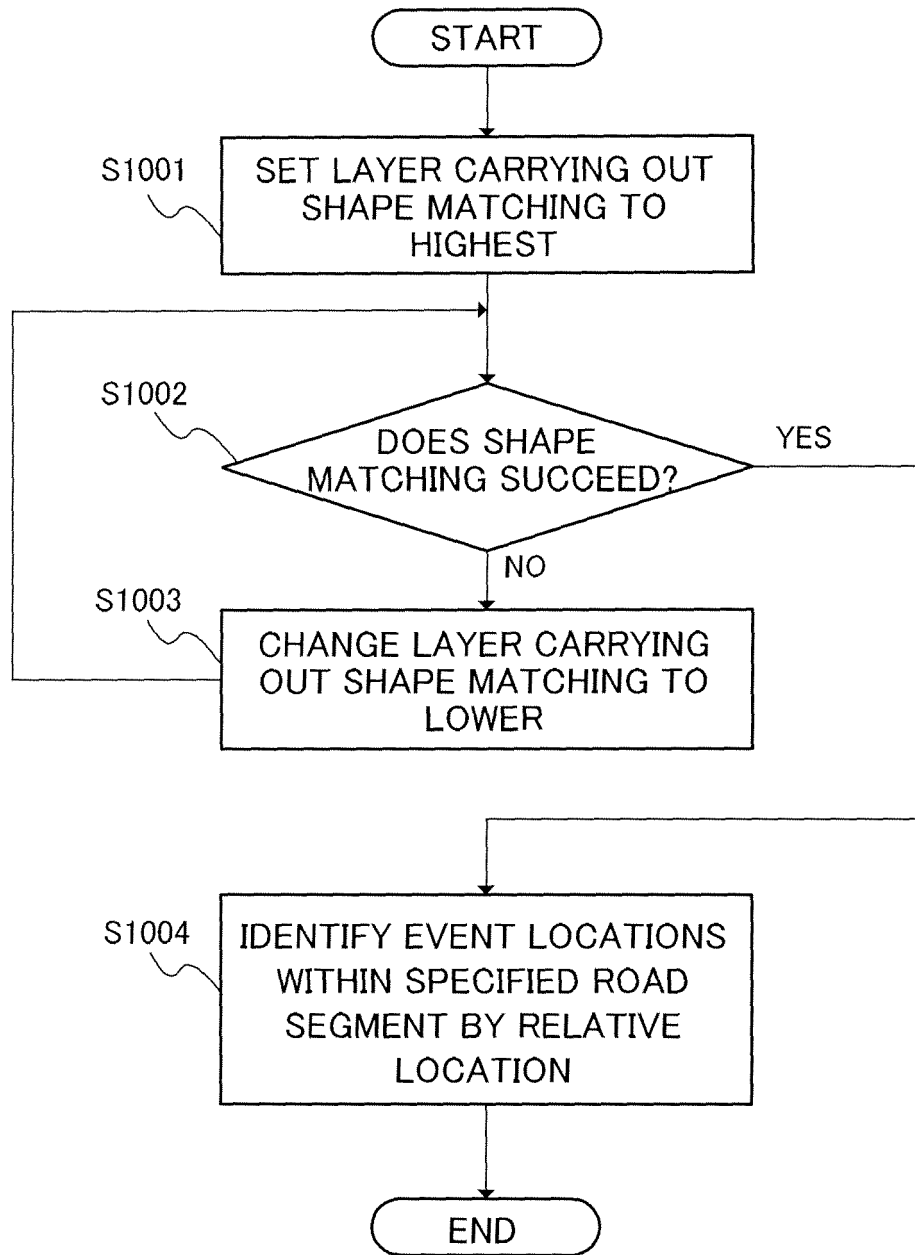 START
S1001
SET LAYER CARRYING OUT
SHAPE MATCHING TO
HIGHEST
S1002
DOES SHAPE
MATCHING SUCCEED?
YES
NO
S1003
CHANGE LAYER CARRYING
OUT SHAPE MATCHING TO
LOWER
S1004
IDENTIFY EVENT LOCATIONS
WITHIN SPECIFIED ROAD
SEGMENT BY RELATIVE
LOCATION
END